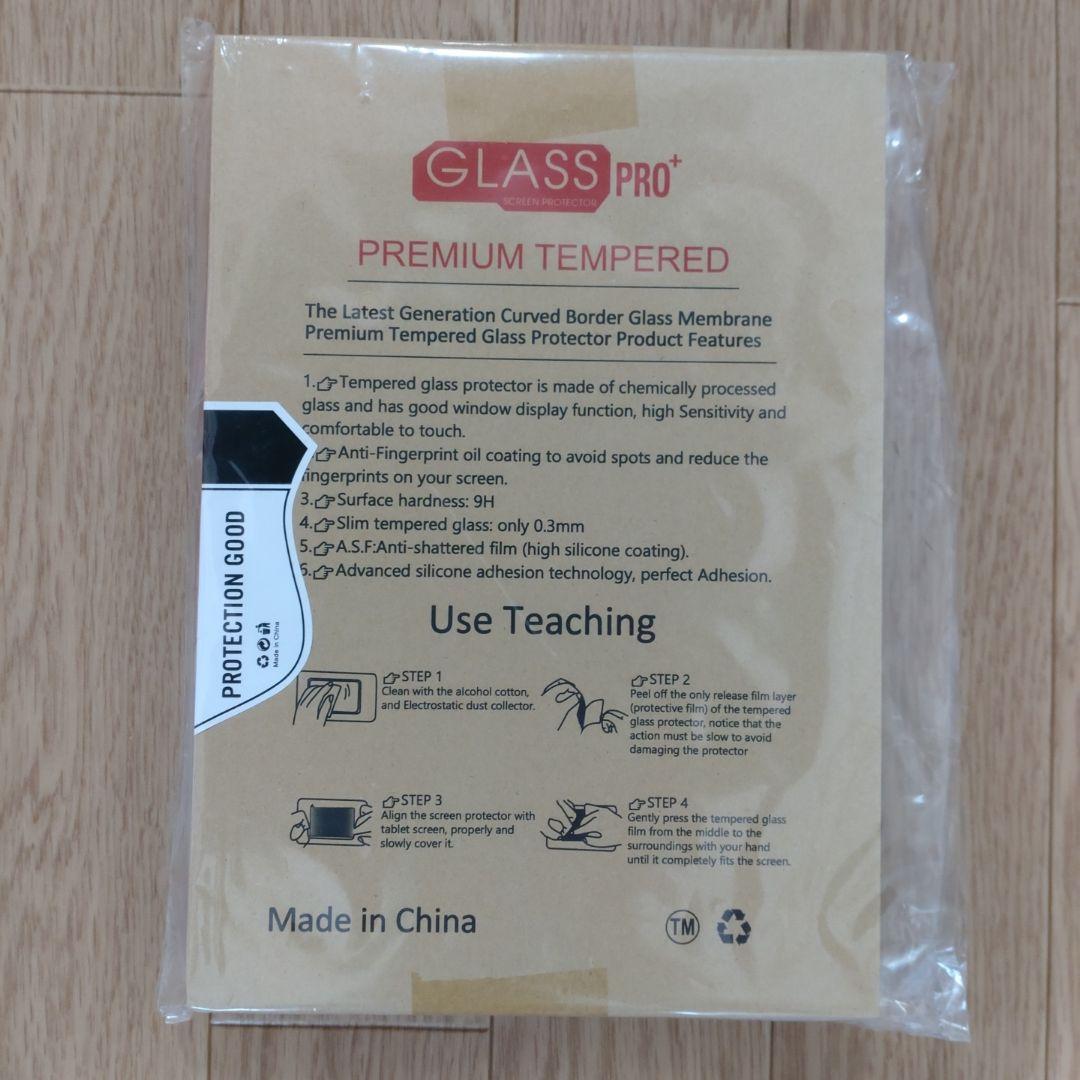 GLASS PRO+
SCREEN PROTECTOR
PREMIUM TEMPERED
The Latest Generation Curved Border Glass Membrane
Premium Tempered Glass Protector Product Features
1.Tempered glass protector is made of chemically processed
glass and has good window display function, high Sensitivity and
comfortable to touch.
Anti-Fingerprint oil coating to avoid spots and reduce the
fingerprints on your screen.
3.Surface hardness: 9H
4.Slim tempered glass: only 0.3mm
5.A.S.F:Anti-shattered film (high silicone coating).
6.Advanced silicone adhesion technology, perfect Adhesion.
PROTECTION GOOD
Made in China
Use Teaching
STEP 1
Clean with the alcohol cotton,
and Electrostatic dust collector.
STEP 2
Peel off the only release film layer
(protective film) of the tempered
glass protector, notice that the
action must be slow to avoid
damaging the protector
STEP 3
Align the screen protector with
tablet screen, properly and
slowly cover it.
STEP 4
Gently press the tempered glass
film from the middle to the
surroundings with your hand
until it completely fits the screen.
Made in China
TM